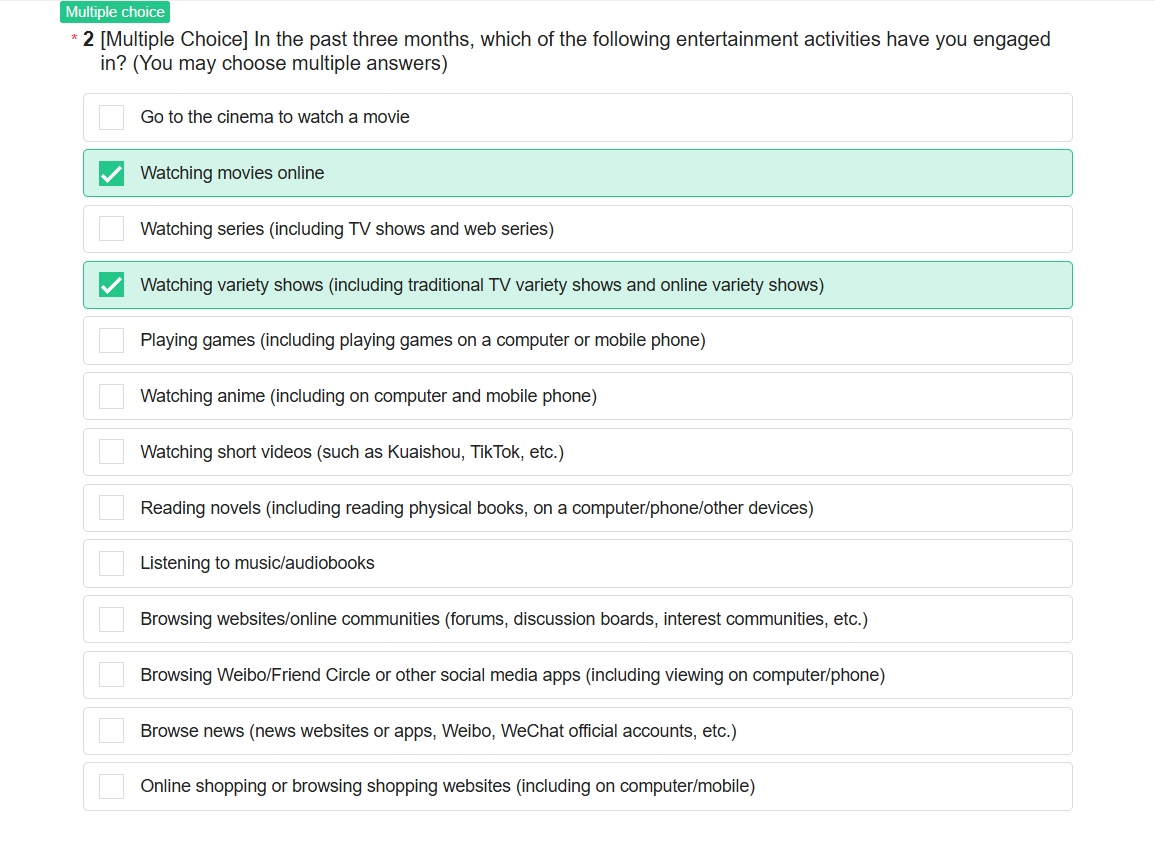 Multiple choice
* 2 [Multiple Choice] In the past three months, which of the following entertainment activities have you engaged
in? (You may choose multiple answers)
Go to the cinema to watch a movie
Watching movies online
Watching series (including TV shows and web series)
Watching variety shows (including traditional TV variety shows and online variety shows)
Playing games (including playing games on a computer or mobile phone)
Watching anime (including on computer and mobile phone)
Watching short videos (such as Kuaishou, TikTok, etc.)
Reading novels (including reading physical books, on a computer/phone/other devices)
Listening to music/audiobooks
Browsing websites/online communities (forums, discussion boards, interest communities, etc.)
Browsing Weibo/Friend Circle or other social media apps (including viewing on computer/phone)
Browse news (news websites or apps, Weibo, WeChat official accounts, etc.)
Online shopping or browsing shopping websites (including on computer/mobile)